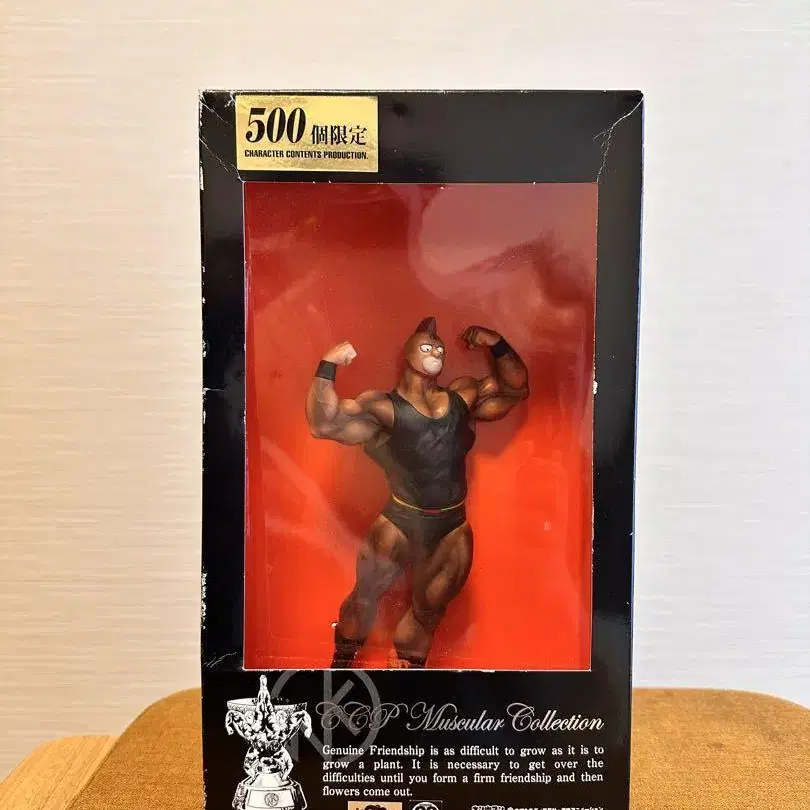 500個限定
CHARACTER CONTENTS PRODUCTION.
CCP Muscular Collection
Genuine Friendship is as difficult to grow as it is to
grow a plant. It is necessary to get over the
difficulties until you form a firm friendship and then
flowers come out.